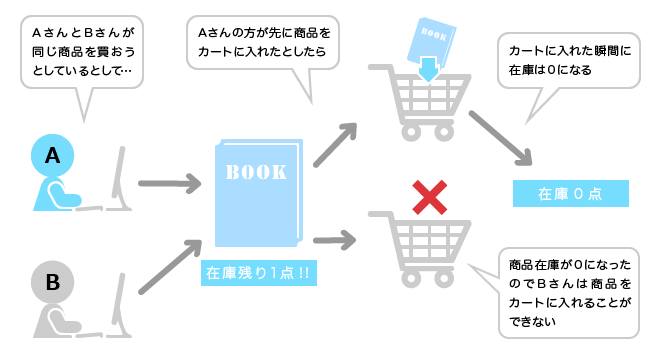 AさんとBさんが
同じ商品を買おう
としているとして…
Aさんの方が先に商品を
カートに入れたとしたら
BOOK
カートに入れた瞬間に
在庫は0になる
A
BOOK
在庫0点
在庫残り1点!!
B
商品在庫が0になった
のでBさんは商品を
カートに入れることが
できない